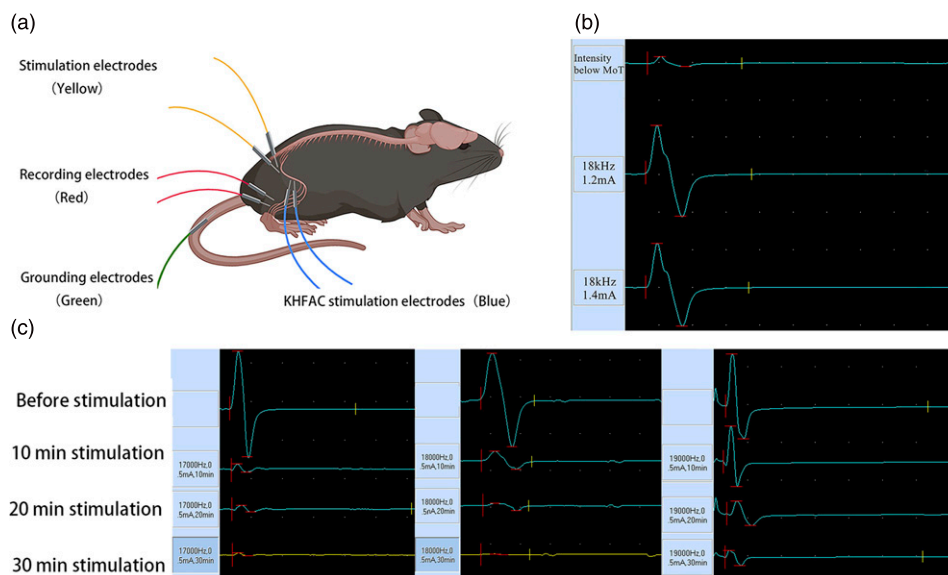 (a)
Stimulation electrodes
（Yellow）
Recording electrodes
（Red）
Grounding electrodes
（Green）
KHFAC stimulation electrodes（Blue）
(b)
Intensity
below MoT
18kHz
1.2mA
18kHz
1.4mA
(c)
Before stimulation
10 min stimulation
20 min stimulation
30 min stimulation
17000Hz,0
.5mA,10min
17000Hz,0
.5mA,20min
17000Hz,0
.5mA,30min
18000Hz,0
.5mA,10min
18000Hz,0
.5mA,20min
18000Hz,0
.5mA,30min
19000Hz,0
.5mA,10min
19000Hz,0
.5mA,20min
19000Hz,0
.5mA,30min